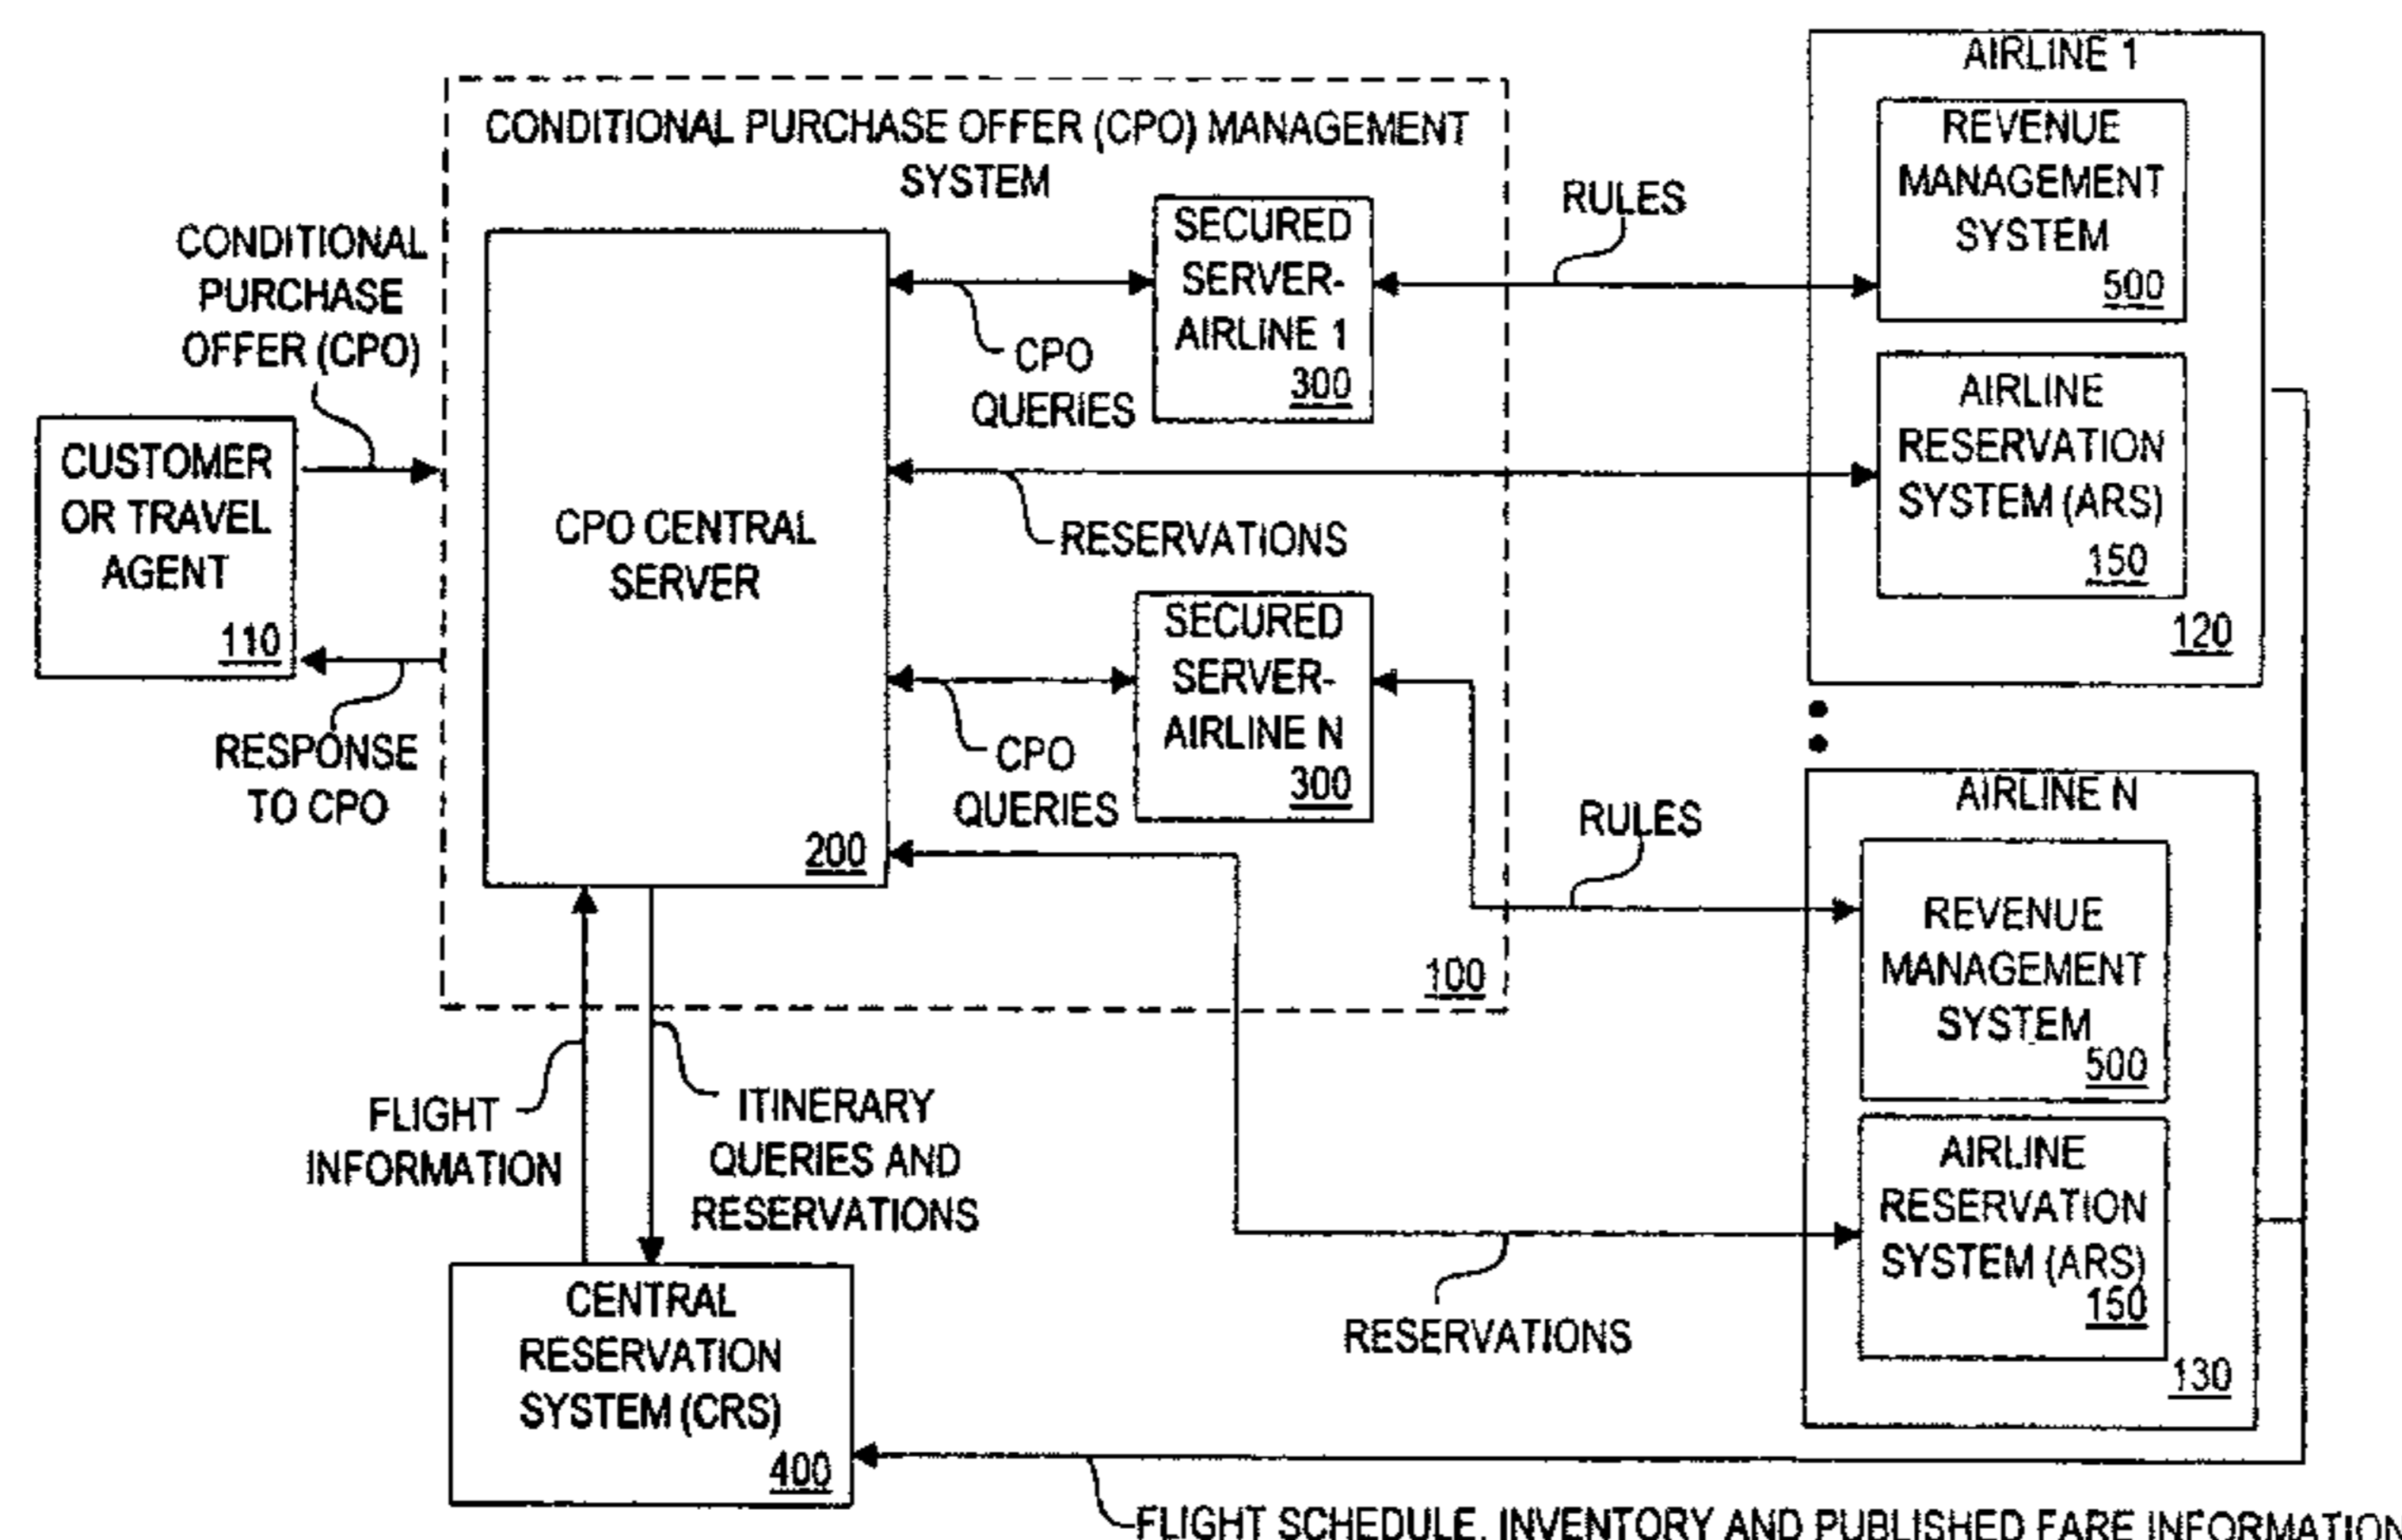 CONDITIONAL PURCHASE OFFER (CPO) MANAGEMENT
SYSTEM
CONDITIONAL
PURCHASE
OFFER (CPO)
CUSTOMER
OR TRAVEL
AGENT
110
RESPONSE
TO CPO
CPO CENTRAL
SERVER
200
SECURED
SERVER-
AIRLINE 1
300
CPO
QUERIES
RESERVATIONS
SECURED
SERVER-
AIRLINE N
300
CPO
QUERIES
100
RULES
AIRLINE 1
REVENUE
MANAGEMENT
SYSTEM
500
AIRLINE
RESERVATION
SYSTEM (ARS)
150
120
RULES
AIRLINE N
REVENUE
MANAGEMENT
SYSTEM
500
AIRLINE
RESERVATION
SYSTEM (ARS)
150
130
RESERVATIONS
FLIGHT
INFORMATION
ITINERARY
QUERIES AND
RESERVATIONS
CENTRAL
RESERVATION
SYSTEM (CRS)
400
FLIGHT SCHEDULE, INVENTORY AND PUBLISHED FARE INFORMATION